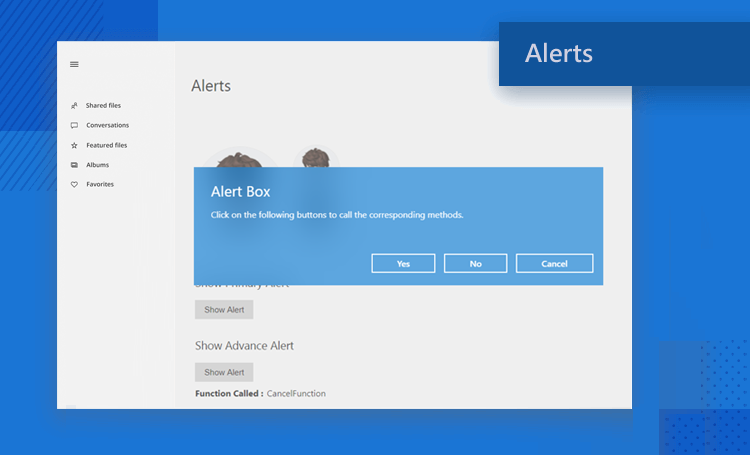 Alerts
Alerts
Shared files
Conversations
Featured files
Albums
Favorites
Alert Box
Click on the following buttons to call the corresponding methods.
Yes No Cancel
Show Primary Alert
Show Alert
Show Advance Alert
Show Alert
Function Called : CancelFunction